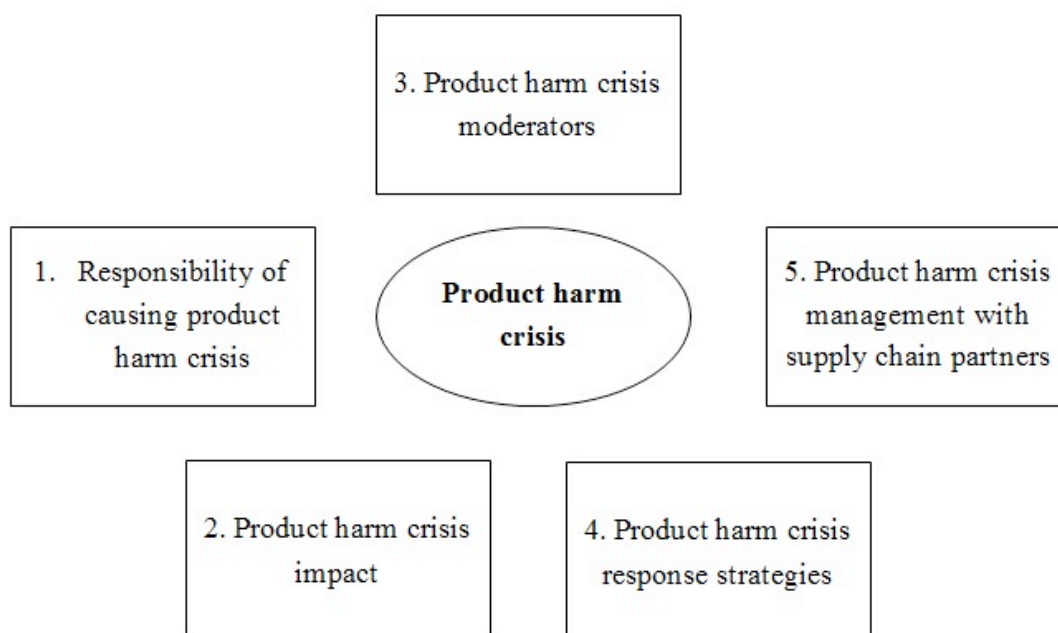 3. Product harm crisis
moderators
1. Responsibility of
causing product
harm crisis
Product harm
crisis
5. Product harm crisis
management with
supply chain partners
2. Product harm crisis
impact
4. Product harm crisis
response strategies